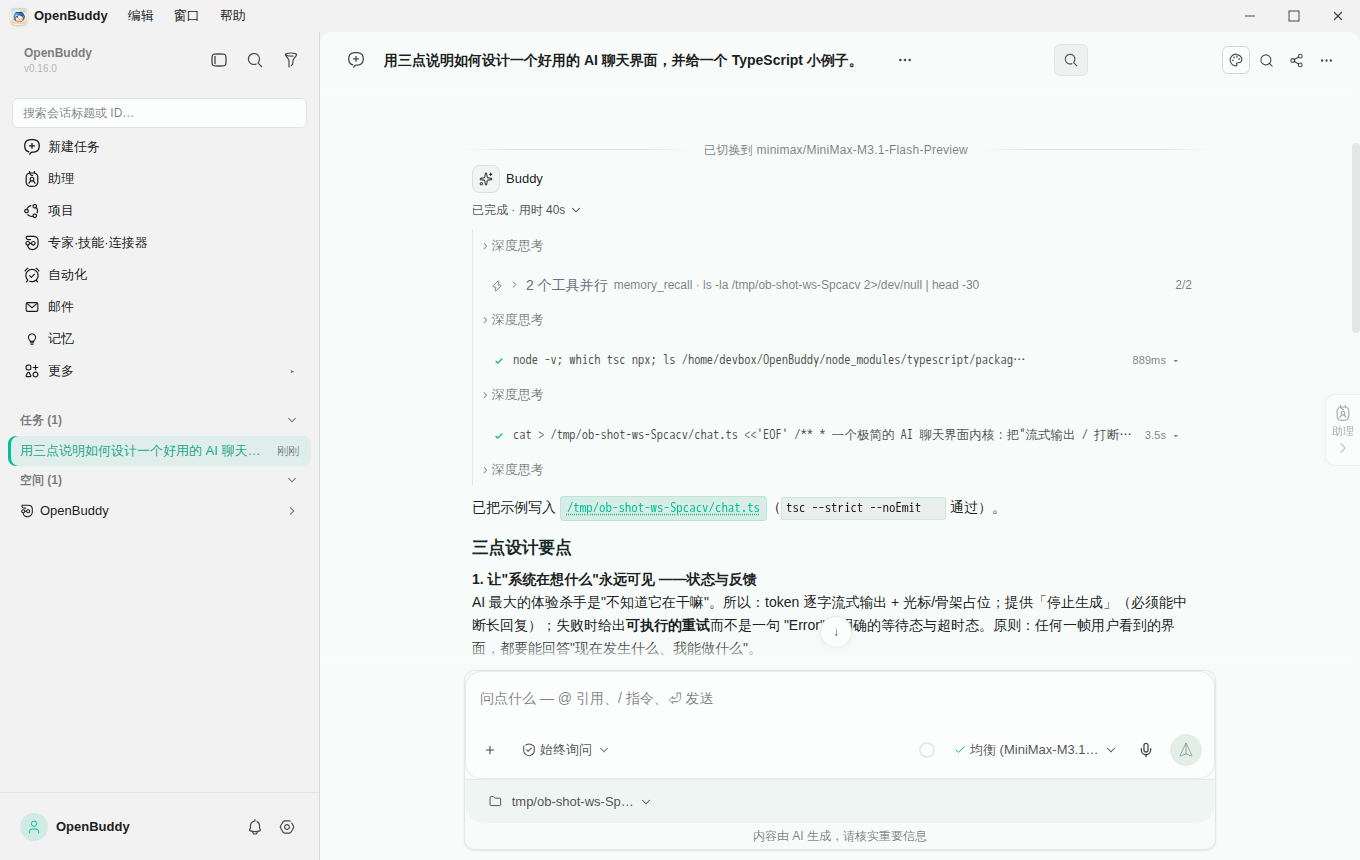 OpenBuddy 编辑 窗口 帮助
OpenBuddy
v0.16.0
搜索会话标题或 ID…
新建任务
助理
项目
专家·技能·连接器
自动化
邮件
记忆
更多
任务 (1)
用三点说明如何设计一个好用的 AI 聊天… 刚刚
空间 (1)
OpenBuddy
OpenBuddy
用三点说明如何设计一个好用的 AI 聊天界面，并给一个 TypeScript 小例子。
已切换到 minimax/MiniMax-M3.1-Flash-Preview
Buddy
已完成 · 用时 40s
深度思考
2 个工具并行 memory_recall · ls -la /tmp/ob-shot-ws-Spcacv 2>/dev/null | head -30 2/2
深度思考
node -v; which tsc npx; ls /home/devbox/OpenBuddy/node_modules/typescript/packag… 889ms
深度思考
cat > /tmp/ob-shot-ws-Spcacv/chat.ts <<'EOF' /** * 一个极简的 AI 聊天界面内核：把"流式输出 / 打断… 3.5s
深度思考
已把示例写入 /tmp/ob-shot-ws-Spcacv/chat.ts （tsc --strict --noEmit 通过）。
三点设计要点
1. 让"系统在想什么"永远可见 ——状态与反馈
AI 最大的体验杀手是"不知道它在干嘛"。所以：token 逐字流式输出 + 光标/骨架占位；提供「停止生成」（必须能中
断长回复）；失败时给出可执行的重试而不是一句 "Error" 明确的等待态与超时态。原则：任何一帧用户看到的界
面，都要能回答"现在发生什么、我能做什么"。
↓
助理
问点什么 — @ 引用、/ 指令、⏎ 发送
始终询问 均衡 (MiniMax-M3.1…
tmp/ob-shot-ws-Sp…
内容由 AI 生成，请核实重要信息